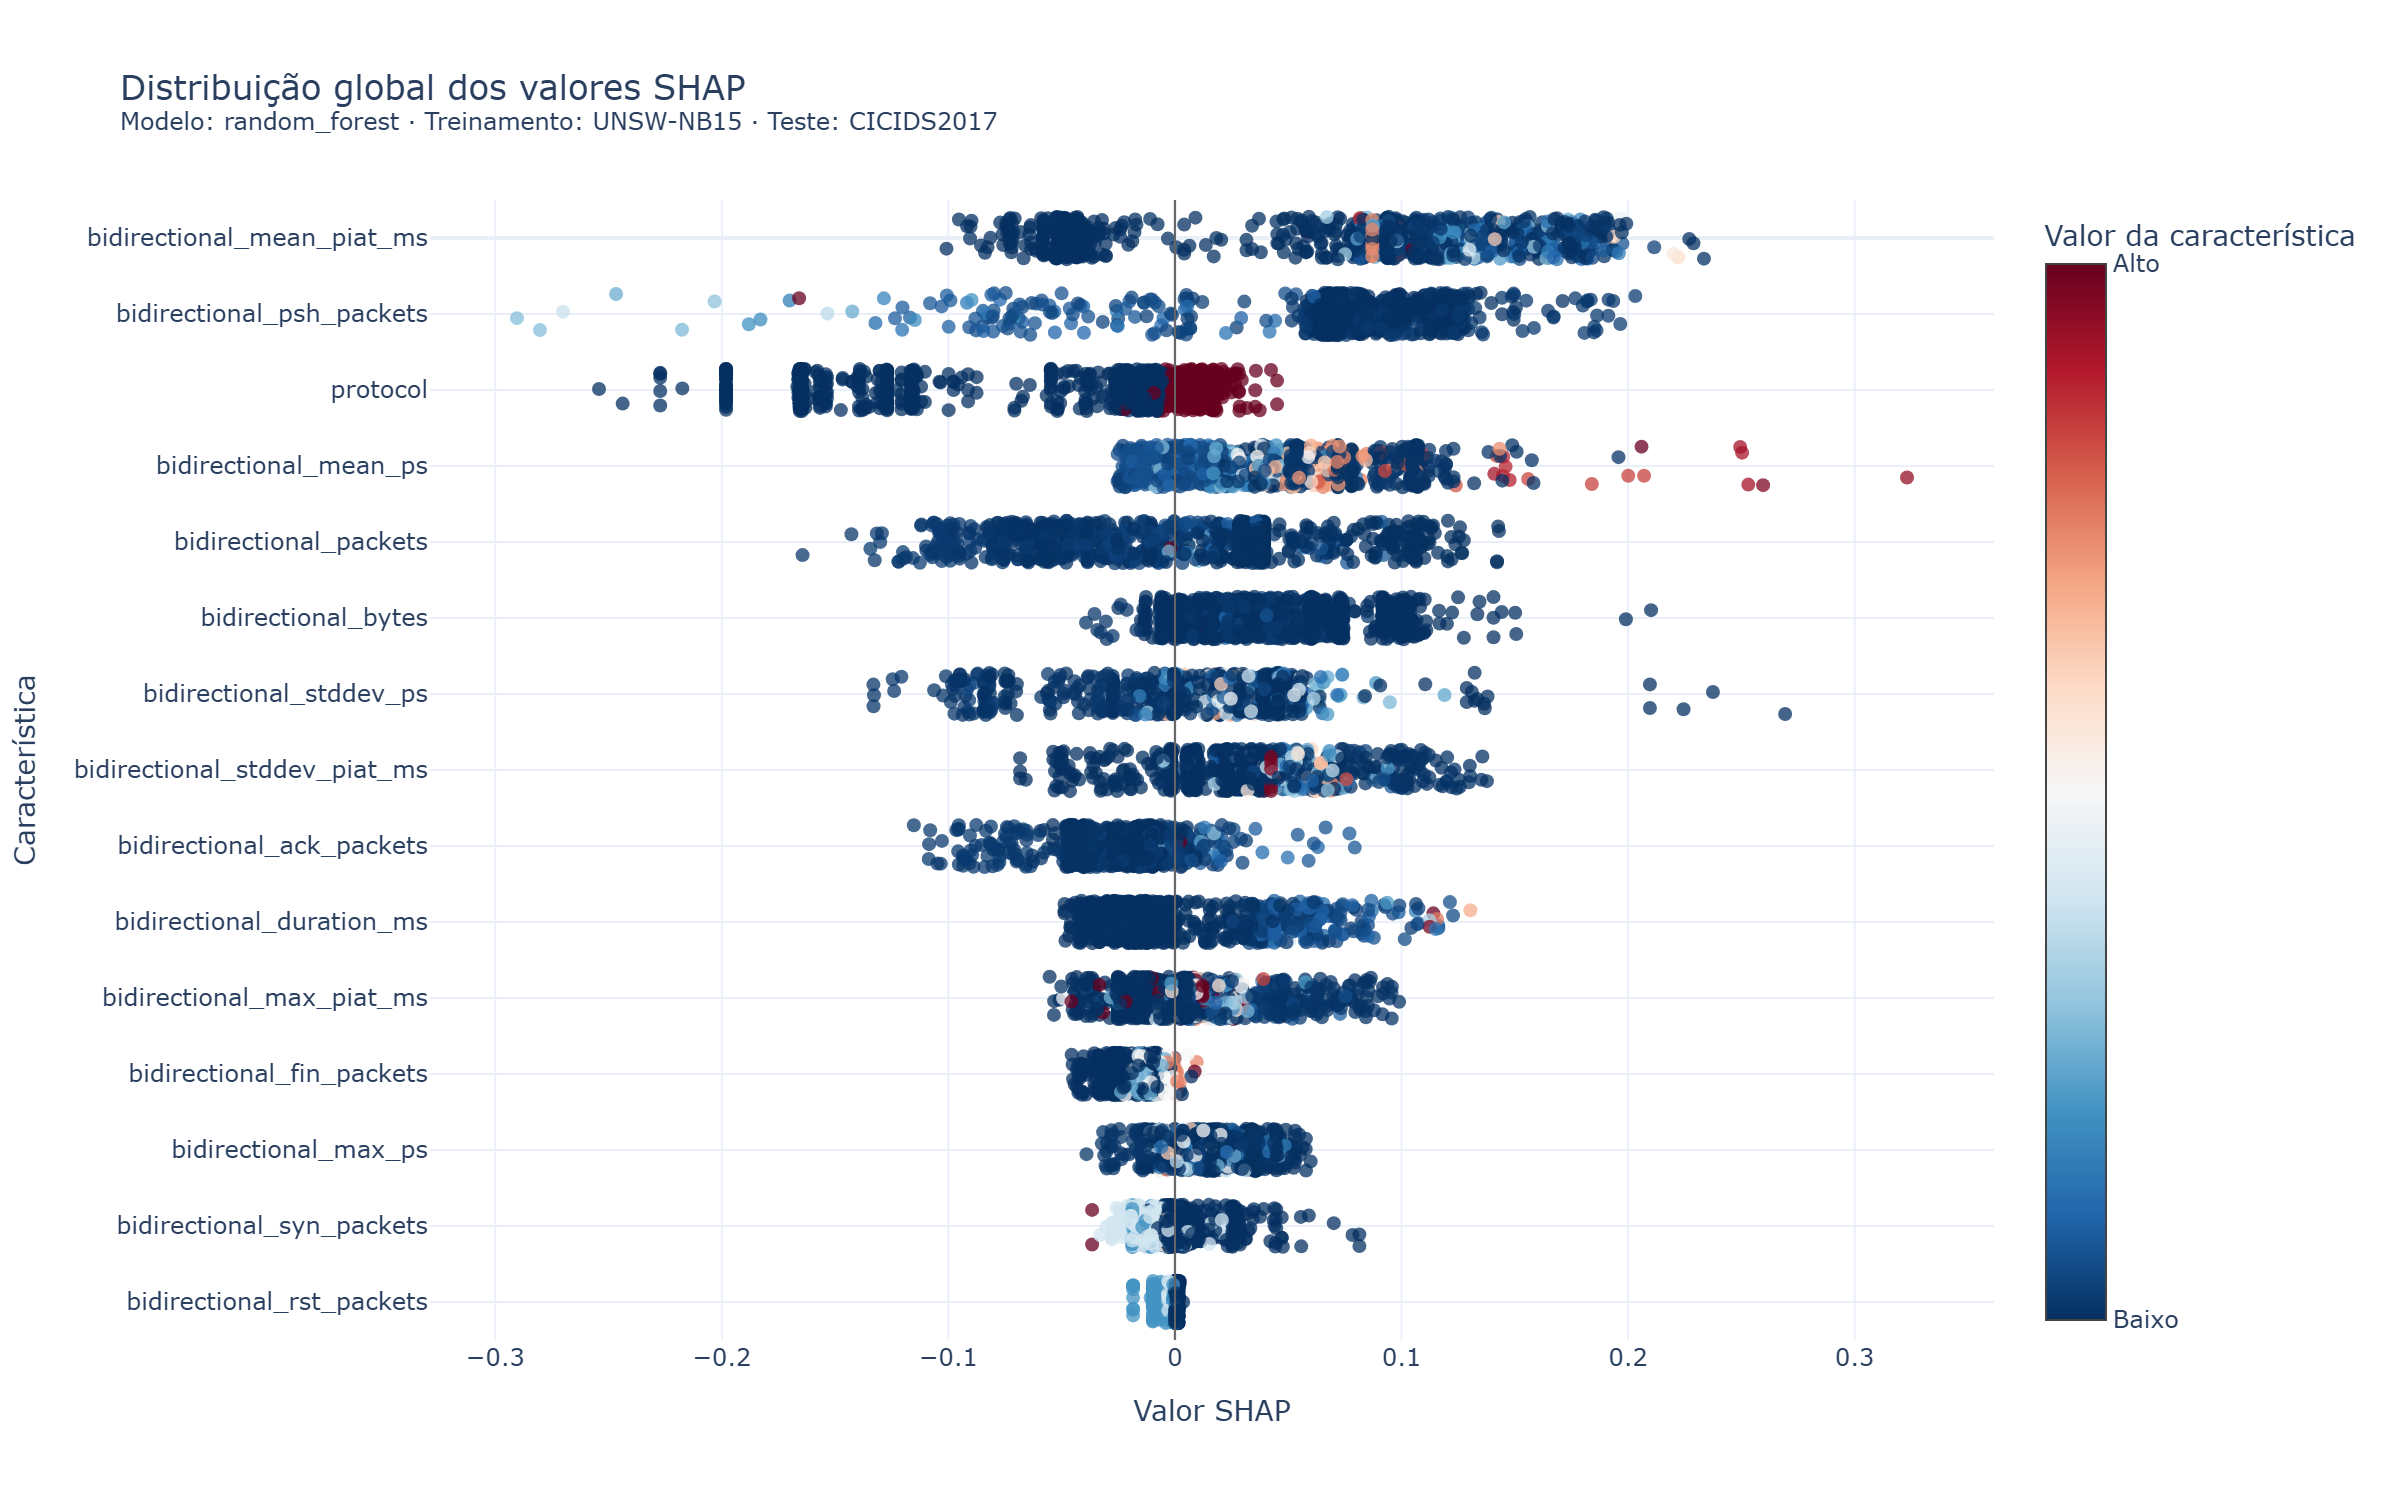 Distribuição global dos valores SHAP
Modelo: random_forest · Treinamento: UNSW-NB15 · Teste: CICIDS2017
Valor da característica
Alto
Baixo
Característica
bidirectional_mean_piat_ms
bidirectional_psh_packets
protocol
bidirectional_mean_ps
bidirectional_packets
bidirectional_bytes
bidirectional_stddev_ps
bidirectional_stddev_piat_ms
bidirectional_ack_packets
bidirectional_duration_ms
bidirectional_max_piat_ms
bidirectional_fin_packets
bidirectional_max_ps
bidirectional_syn_packets
bidirectional_rst_packets
−0.3 −0.2 −0.1 0 0.1 0.2 0.3
Valor SHAP